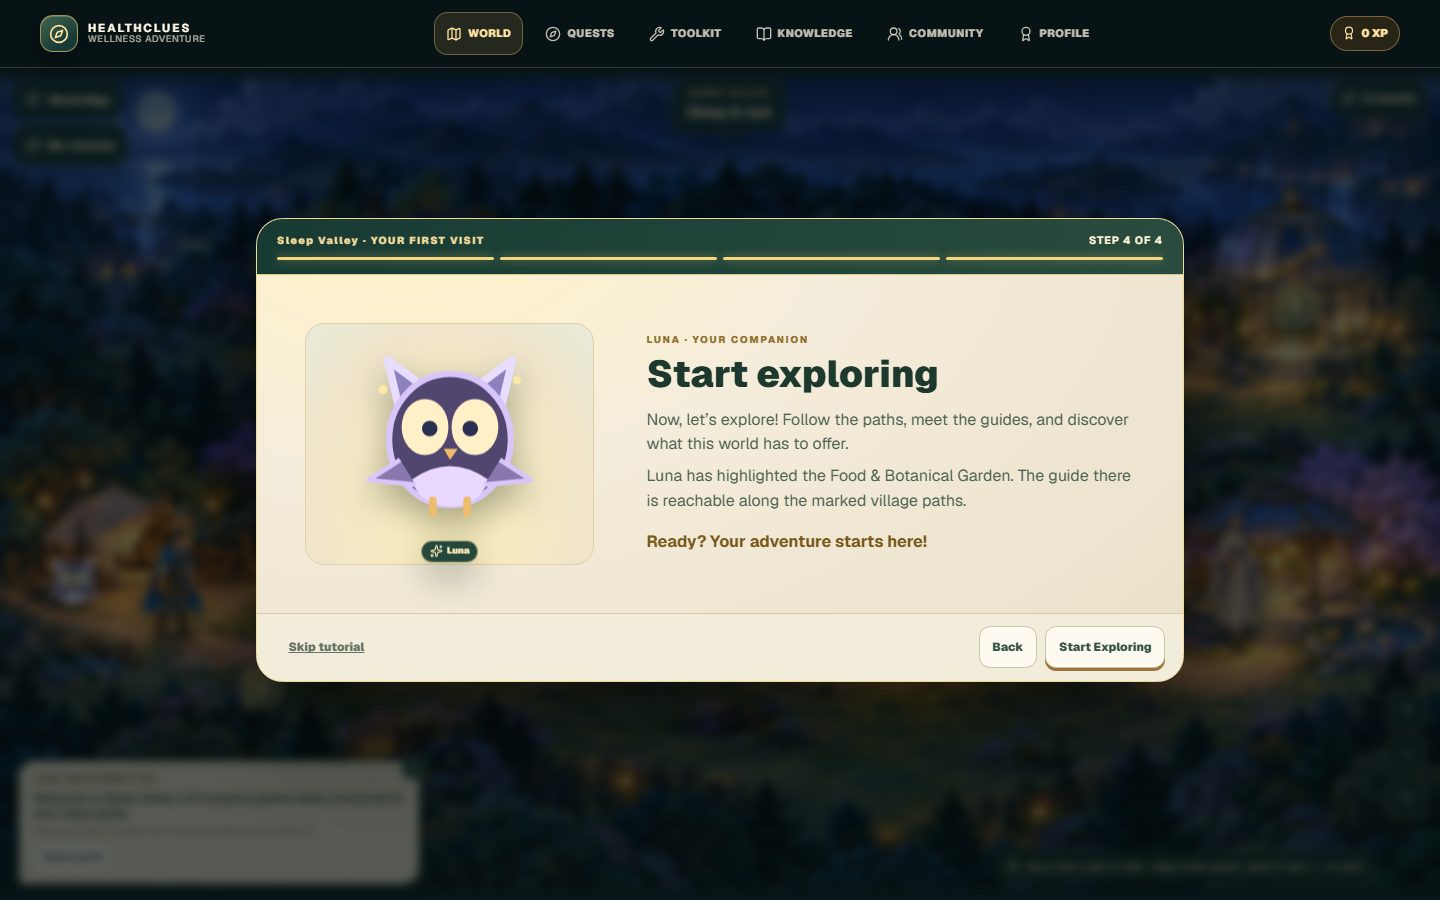 HEALTHCLUES
WELLNESS ADVENTURE
WORLD
QUESTS
TOOLKIT
KNOWLEDGE
COMMUNITY
PROFILE
0 XP
Sleep Valley · YOUR FIRST VISIT
STEP 4 OF 4
LUNA · YOUR COMPANION
Start exploring
Now, let’s explore! Follow the paths, meet the guides, and discover
what this world has to offer.
Luna has highlighted the Food & Botanical Garden. The guide there
is reachable along the marked village paths.
Ready? Your adventure starts here!
Luna
Skip tutorial
Back
Start Exploring